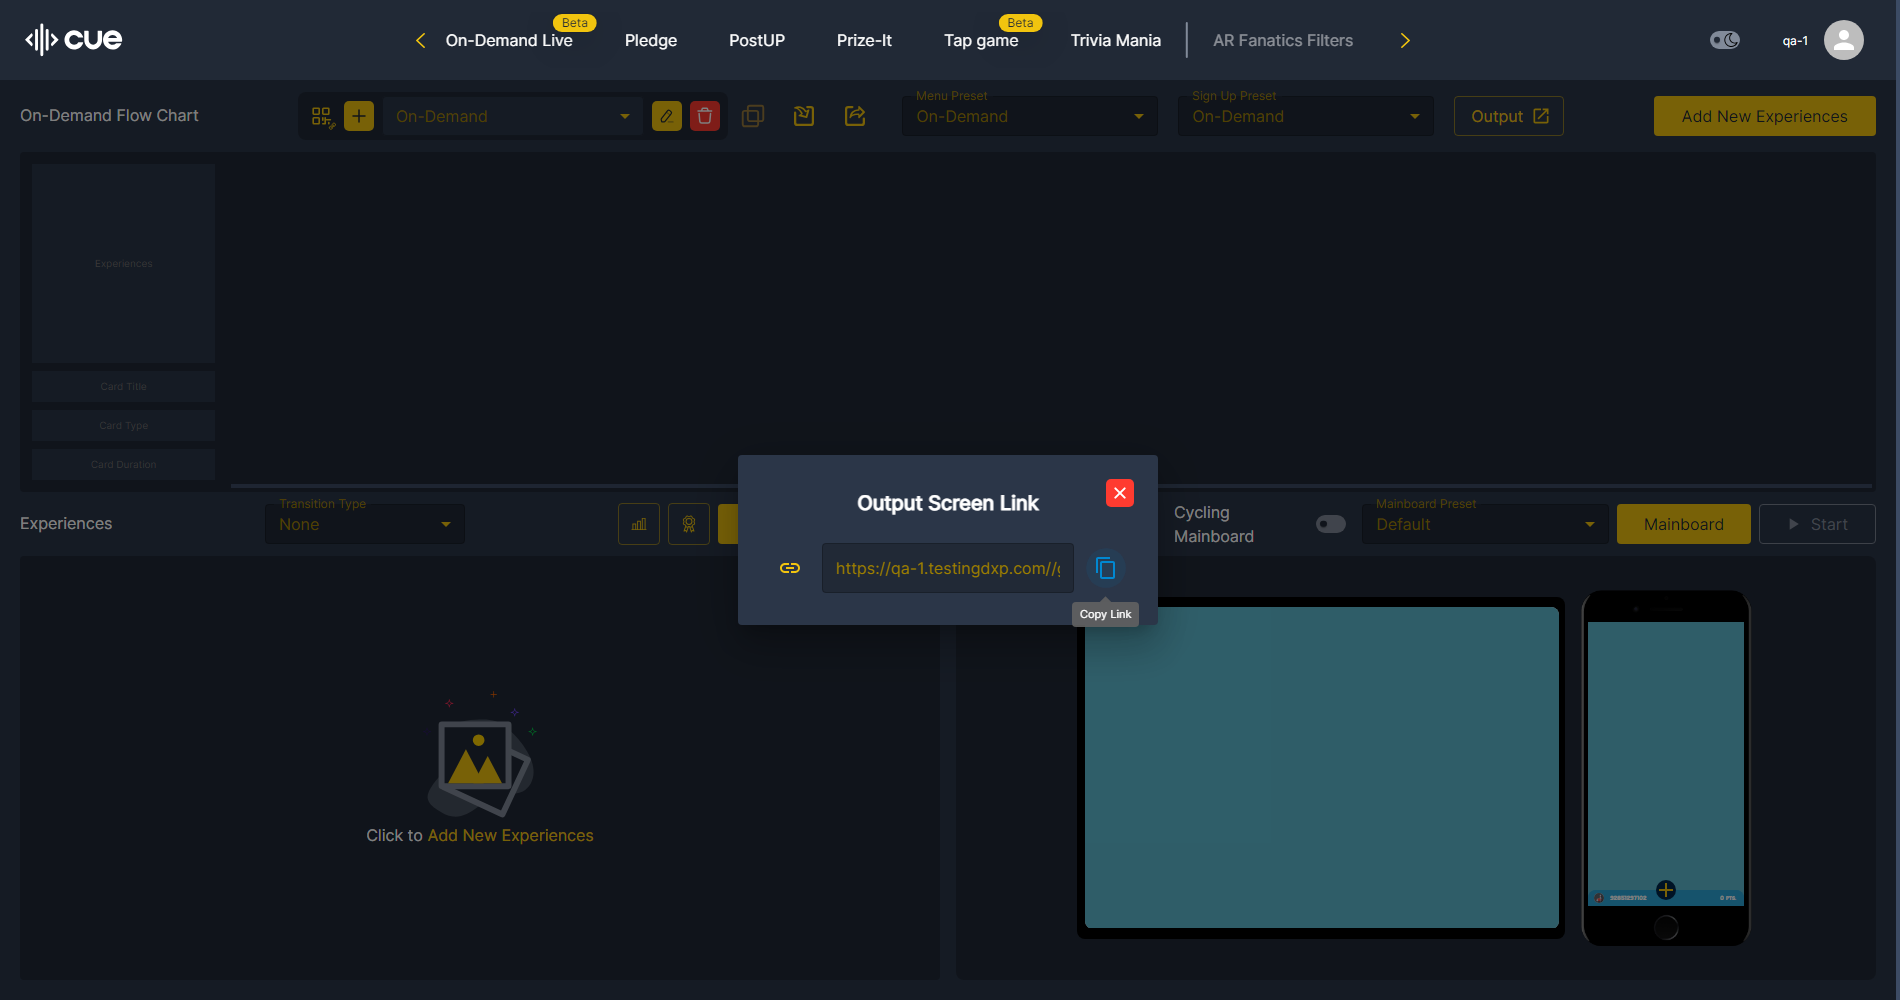 cue
Beta
Beta
On-Demand Live
Pledge
PostUP
Prize-It
Tap game
Trivia Mania
AR Fanatics Filters
qa-1
On-Demand Flow Chart
On-Demand
Menu Preset
On-Demand
Sign Up Preset
On-Demand
Output
Add New Experiences
Experiences
Card Title
Card Type
Card Duration
Output Screen Link
https://qa-1.testingdxp.com//g
Copy Link
Experiences
Transition Type
None
Cycling
Mainboard
Mainboard Preset
Default
Mainboard
Start
Click to Add New Experiences
0 PTS.